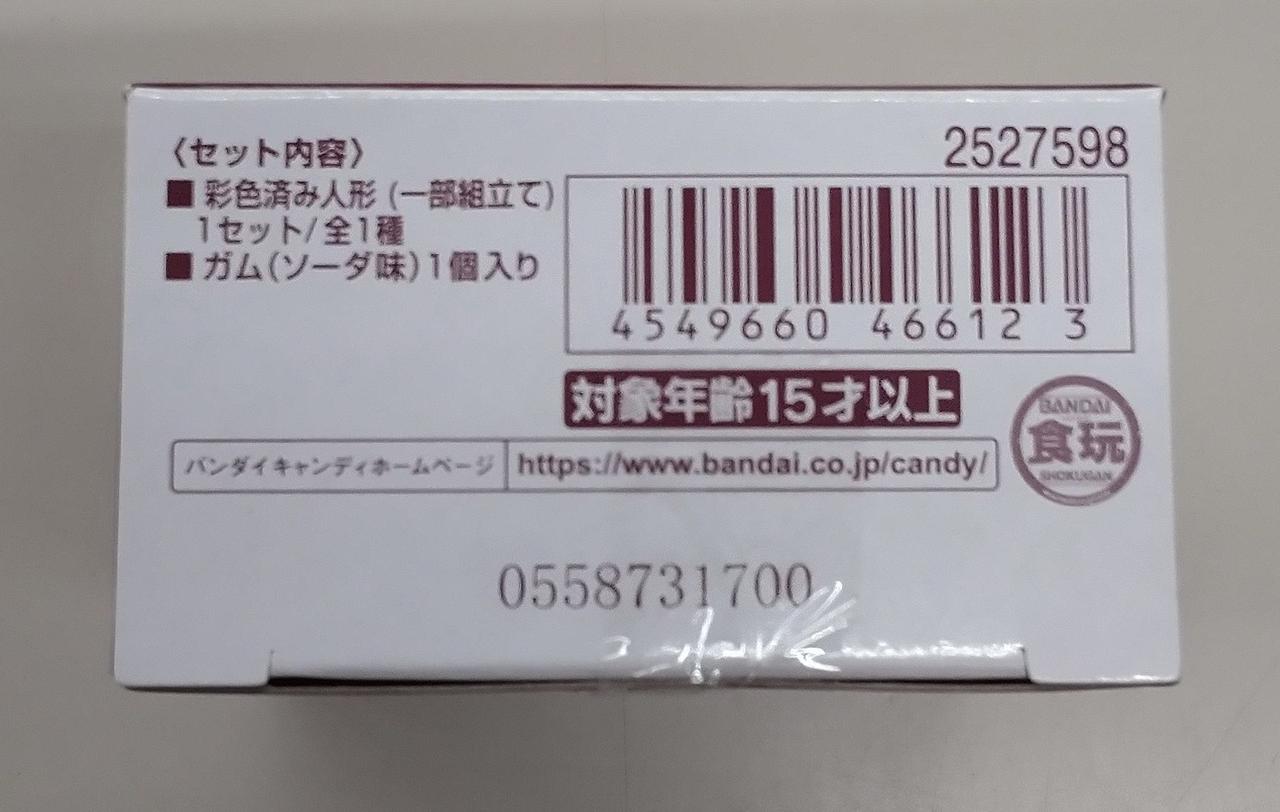 〈セット内容〉
■ 彩色済み人形 (一部組立て)
1セット/全1種
■ ガム(ソーダ味)1個入り
2527598
4549660 46612 3
対象年齢15才以上
バンダイキャンディホームページ
https://www.bandai.co.jp/candy/
BANDAI
食玩
SHOKUGAN
0558731700